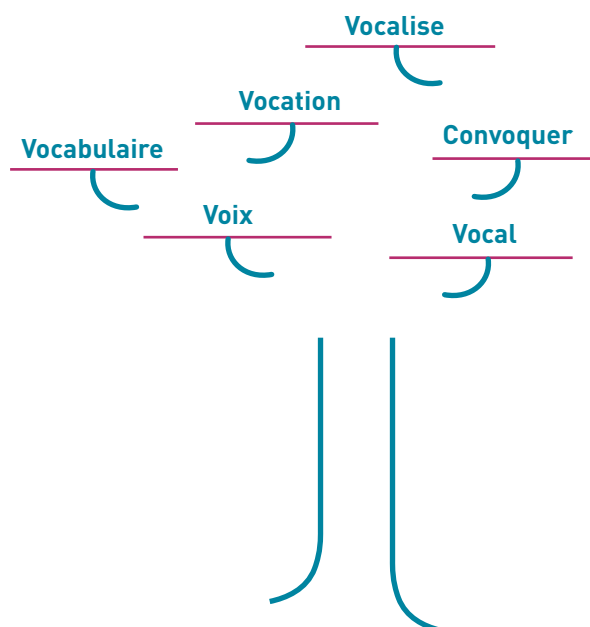 Vocalise
Vocation
Convoquer
Vocabulaire
Voix
Vocal